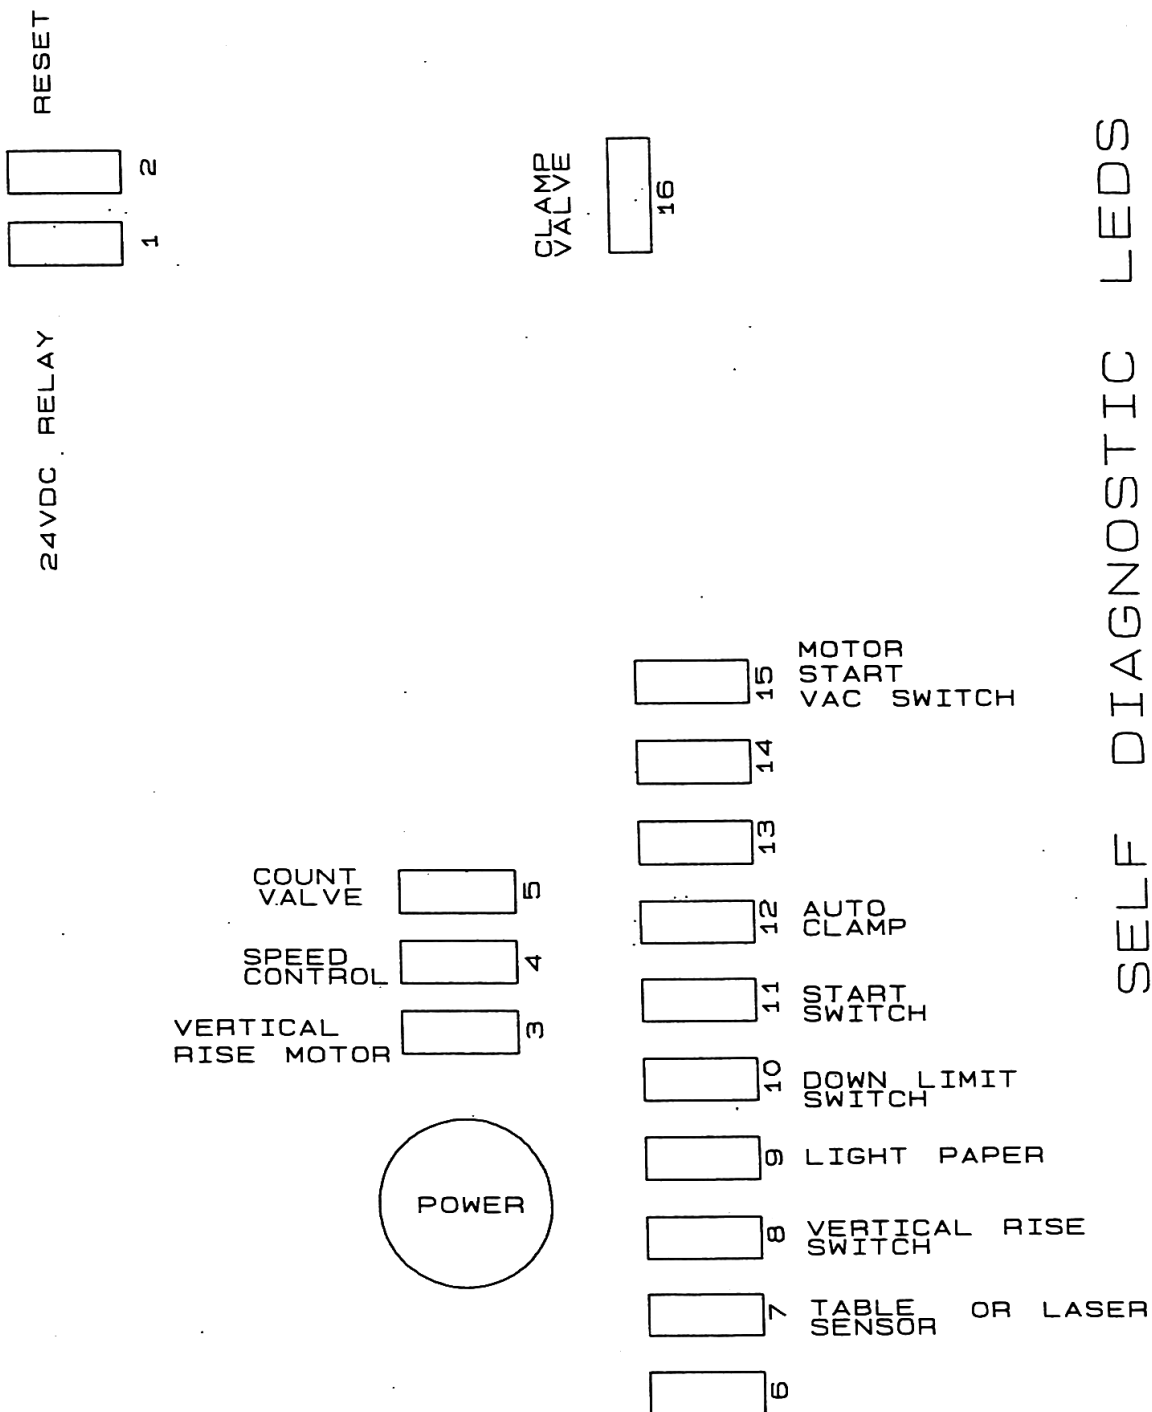 RESET
2
1
24VDC RELAY
CLAMP
VALVE
16
SELF DIAGNOSTIC LEDS
MOTOR
START
VAC SWITCH
15
14
13
COUNT
VALVE
5
12
AUTO
CLAMP
SPEED
CONTROL
4
11
START
SWITCH
VERTICAL
RISE MOTOR
3
10
DOWN LIMIT
SWITCH
9
LIGHT PAPER
POWER
8
VERTICAL RISE
SWITCH
7
TABLE OR LASER
SENSOR
6